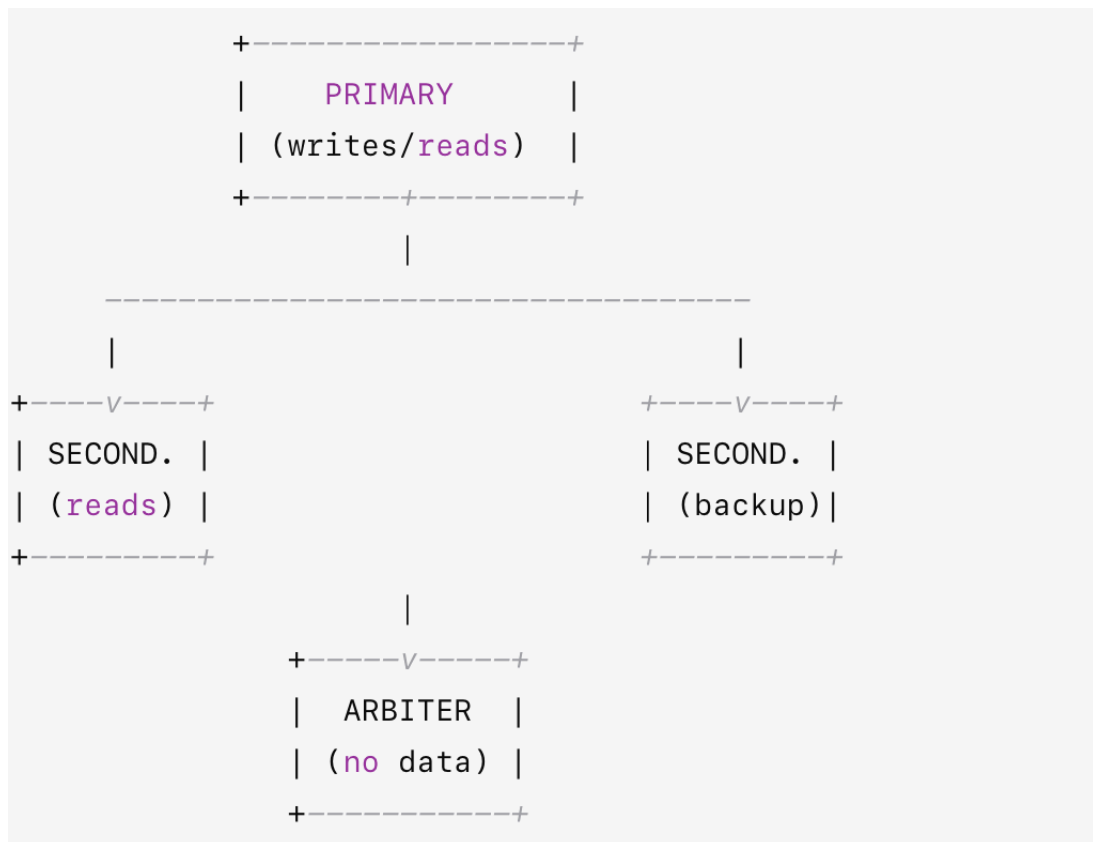 +-----------------+
|    PRIMARY      |
| (writes/reads)  |
+--------+--------+
|
-----------------------------------
|                                 |
+----v----+                       +----v----+
| SECOND. |                       | SECOND. |
| (reads) |                       | (backup)|
+---------+                       +---------+
|
+-----v-----+
|  ARBITER  |
| (no data) |
+-----------+